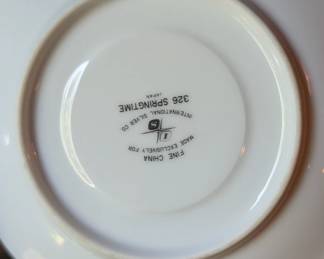 FINE CHINA
MADE EXCLUSIVELY FOR
INTERNATIONAL SILVER CO
326 SPRINGTIME
JAPAN